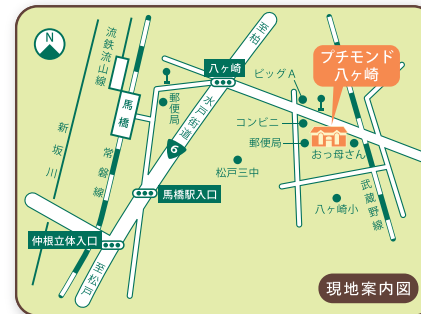 N
流鉄流山線
馬橋
新坂川
常磐線
郵便局
八ヶ崎
至柏
水戸街道
6
ビッグA
コンビニ
郵便局
プチモンド
八ヶ崎
おっ母さん
松戸三中
馬橋駅入口
八ヶ崎小
武蔵野線
仲根立体入口
至松戸
現地案内図